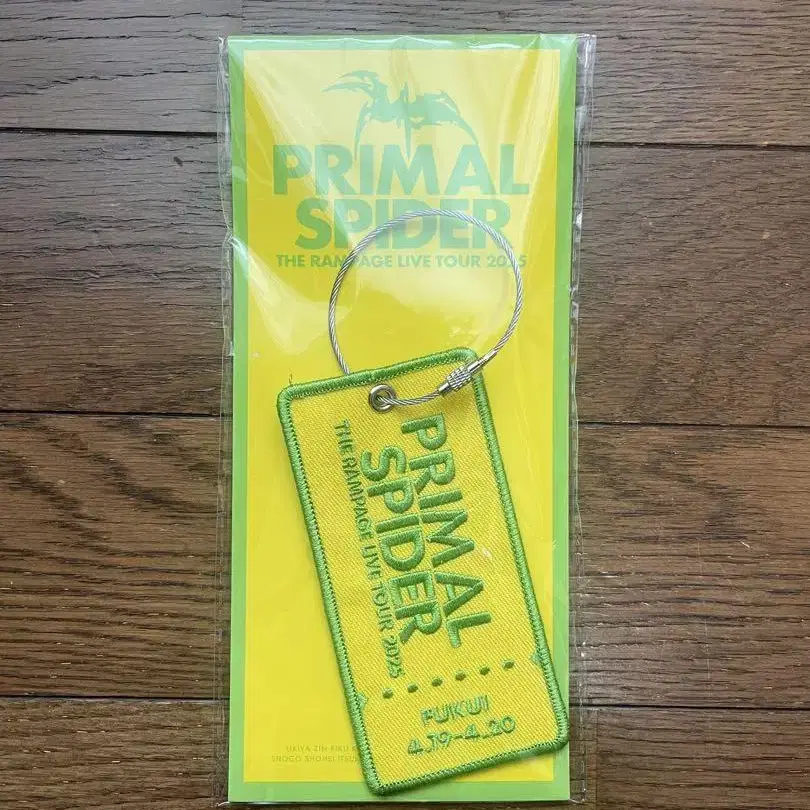 PRIMAL
SPIDER
THE RAMPAGE LIVE TOUR 2025
PRIMAL
SPIDER
THE RAMPAGE LIVE TOUR 2025
FUKUI
4.19-4.20
SHOHEI